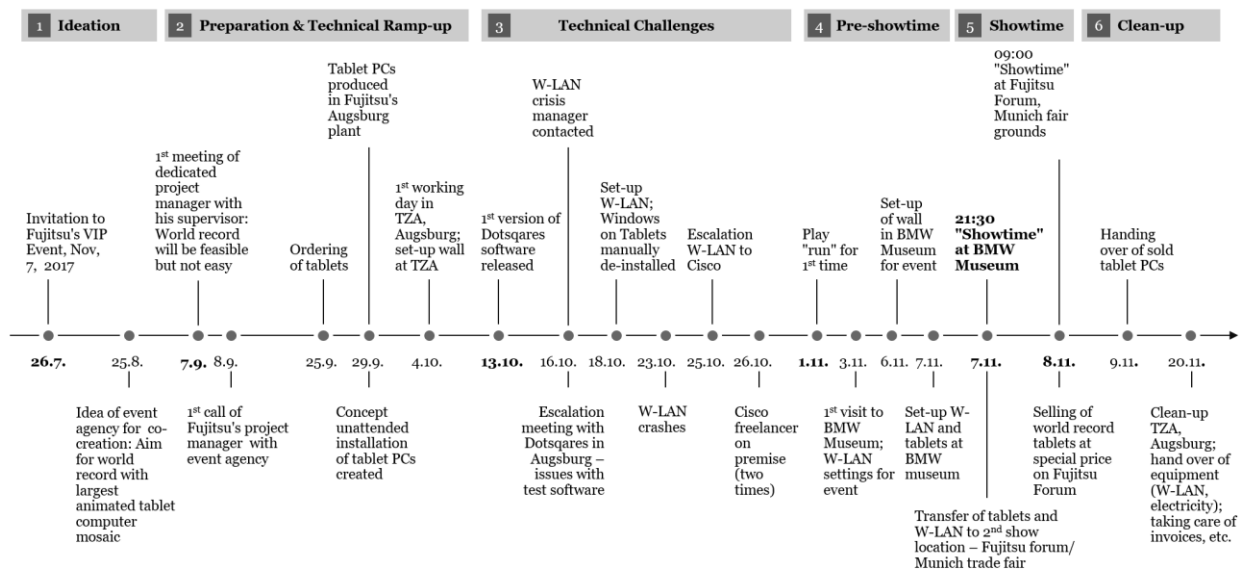 1 Ideation
2 Preparation & Technical Ramp-up
3 Technical Challenges
4 Pre-showtime
5 Showtime
6 Clean-up
Invitation to
Fujitsu's VIP
Event, Nov,
7, 2017
1st meeting of
dedicated
project
manager with
his supervisor:
World record
will be feasible
but not easy
Ordering
of tablets
Tablet PCs
produced
in Fujitsu's
Augsburg
plant
1st working
day in
TZA,
Augsburg;
set-up wall
at TZA
1st version of
Dotsqares
software
released
W-LAN
crisis
manager
contacted
Set-up
W-LAN;
Windows
on Tablets
manually
de-installed
Escalation
W-LAN to
Cisco
Play
"run" for
1st time
Set-up
of wall
in BMW
Museum
for event
21:30
"Showtime"
at BMW
Museum
09:00
"Showtime"
at Fujitsu
Forum,
Munich fair
grounds
Handing
over of sold
tablet PCs
26.7. 25.8. 7.9. 8.9. 25.9. 29.9. 4.10. 13.10. 16.10. 18.10. 23.10. 25.10. 26.10. 1.11. 3.11. 6.11. 7.11. 7.11. 8.11. 9.11. 20.11.
Idea of event
agency for co-
creation: Aim
for world
record with
largest
animated tablet
computer
mosaic
1st call of
Fujitsu's project
manager with
event agency
Concept
unattended
installation
of tablet PCs
created
Escalation
meeting with
Dotsqares in
Augsburg –
issues with
test software
W-LAN
crashes
Cisco
freelancer
on
premise
(two
times)
1st visit to
BMW
Museum;
W-LAN
settings for
event
Set-up W-
LAN and
tablets at
BMW
museum
Transfer of tablets and
W-LAN to 2nd show
location – Fujitsu forum/
Munich trade fair
Selling of
world record
tablets at
special price
on Fujitsu
Forum
Clean-up
TZA,
Augsburg;
hand over of
equipment
(W-LAN,
electricity);
taking care of
invoices, etc.